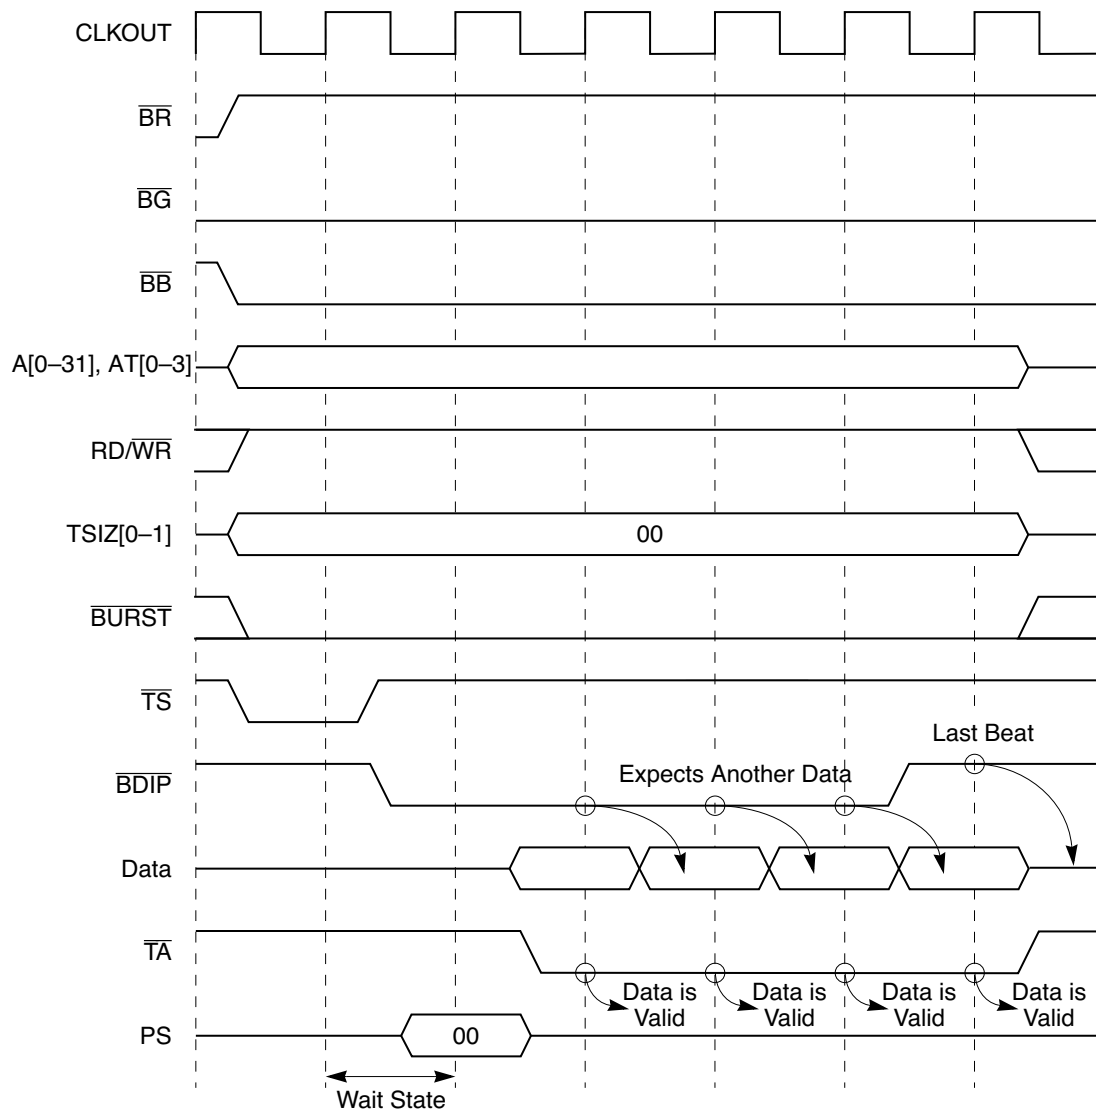 CLKOUT
BR
BG
BB
A[0–31], AT[0–3]
RD/WR
TSIZ[0–1]
00
BURST
TS
Last Beat
BDIP
Expects Another Data
Data
TA
Data is
Valid
Data is
Valid
Data is
Valid
Data is
Valid
PS
00
Wait State